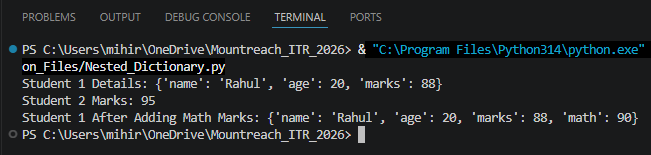 PROBLEMS OUTPUT DEBUG CONSOLE TERMINAL PORTS
PS C:\Users\mihir\OneDrive\Mountreach_ITR_2026> & "C:\Program Files\Python314\python.exe"
on_Files/Nested_Dictionary.py
Student 1 Details: {'name': 'Rahul', 'age': 20, 'marks': 88}
Student 2 Marks: 95
Student 1 After Adding Math Marks: {'name': 'Rahul', 'age': 20, 'marks': 88, 'math': 90}
PS C:\Users\mihir\OneDrive\Mountreach_ITR_2026>